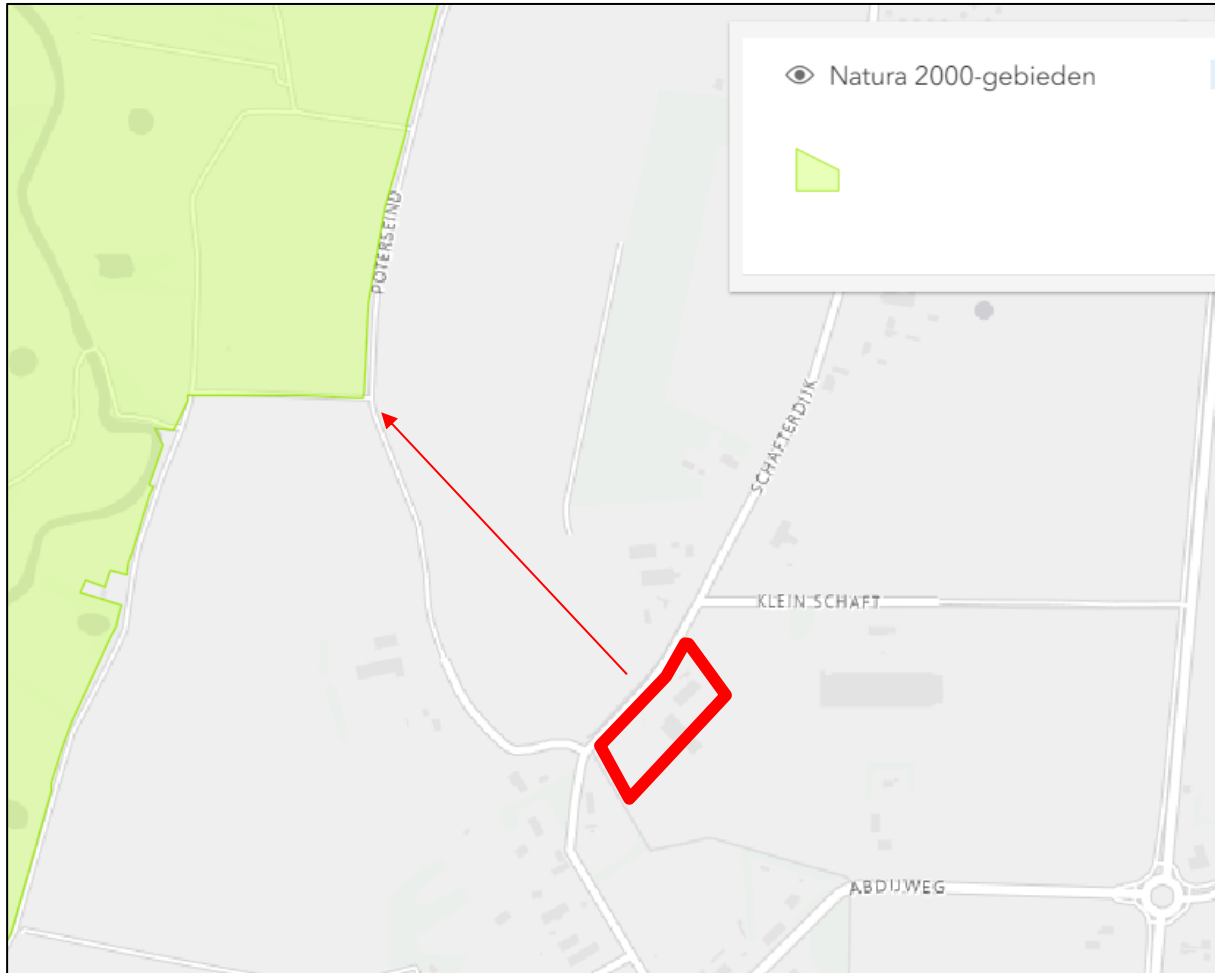 Natura 2000-gebieden
POTERSEIND
SCHAFTERDIJK
KLEIN SCHAFT
ABDIJWEG